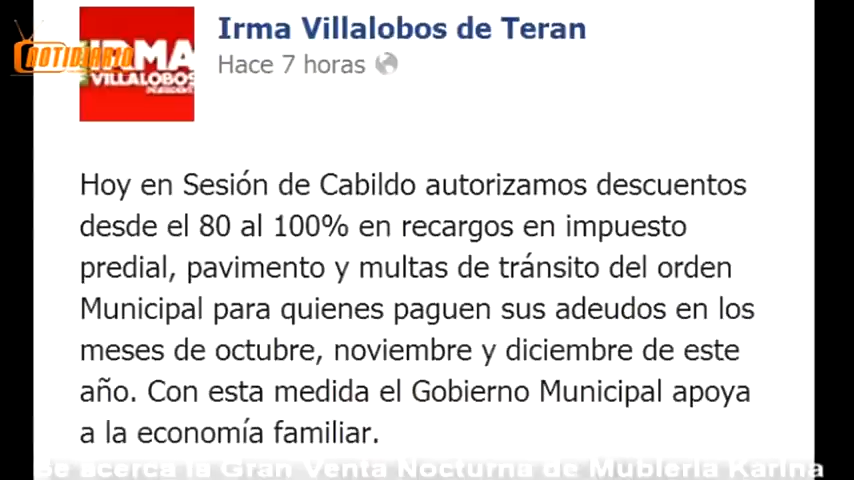 Irma Villalobos de Teran
Hace 7 horas
NOTIDIARIO
IRMA
VILLALOBOS
PRESIDENTE
Hoy en Sesión de Cabildo autorizamos descuentos
desde el 80 al 100% en recargos en impuesto
predial, pavimento y multas de tránsito del orden
Municipal para quienes paguen sus adeudos en los
meses de octubre, noviembre y diciembre de este
año. Con esta medida el Gobierno Municipal apoya
a la economía familiar.
Se acerca la Gran Venta Nocturna de Mublería Karina